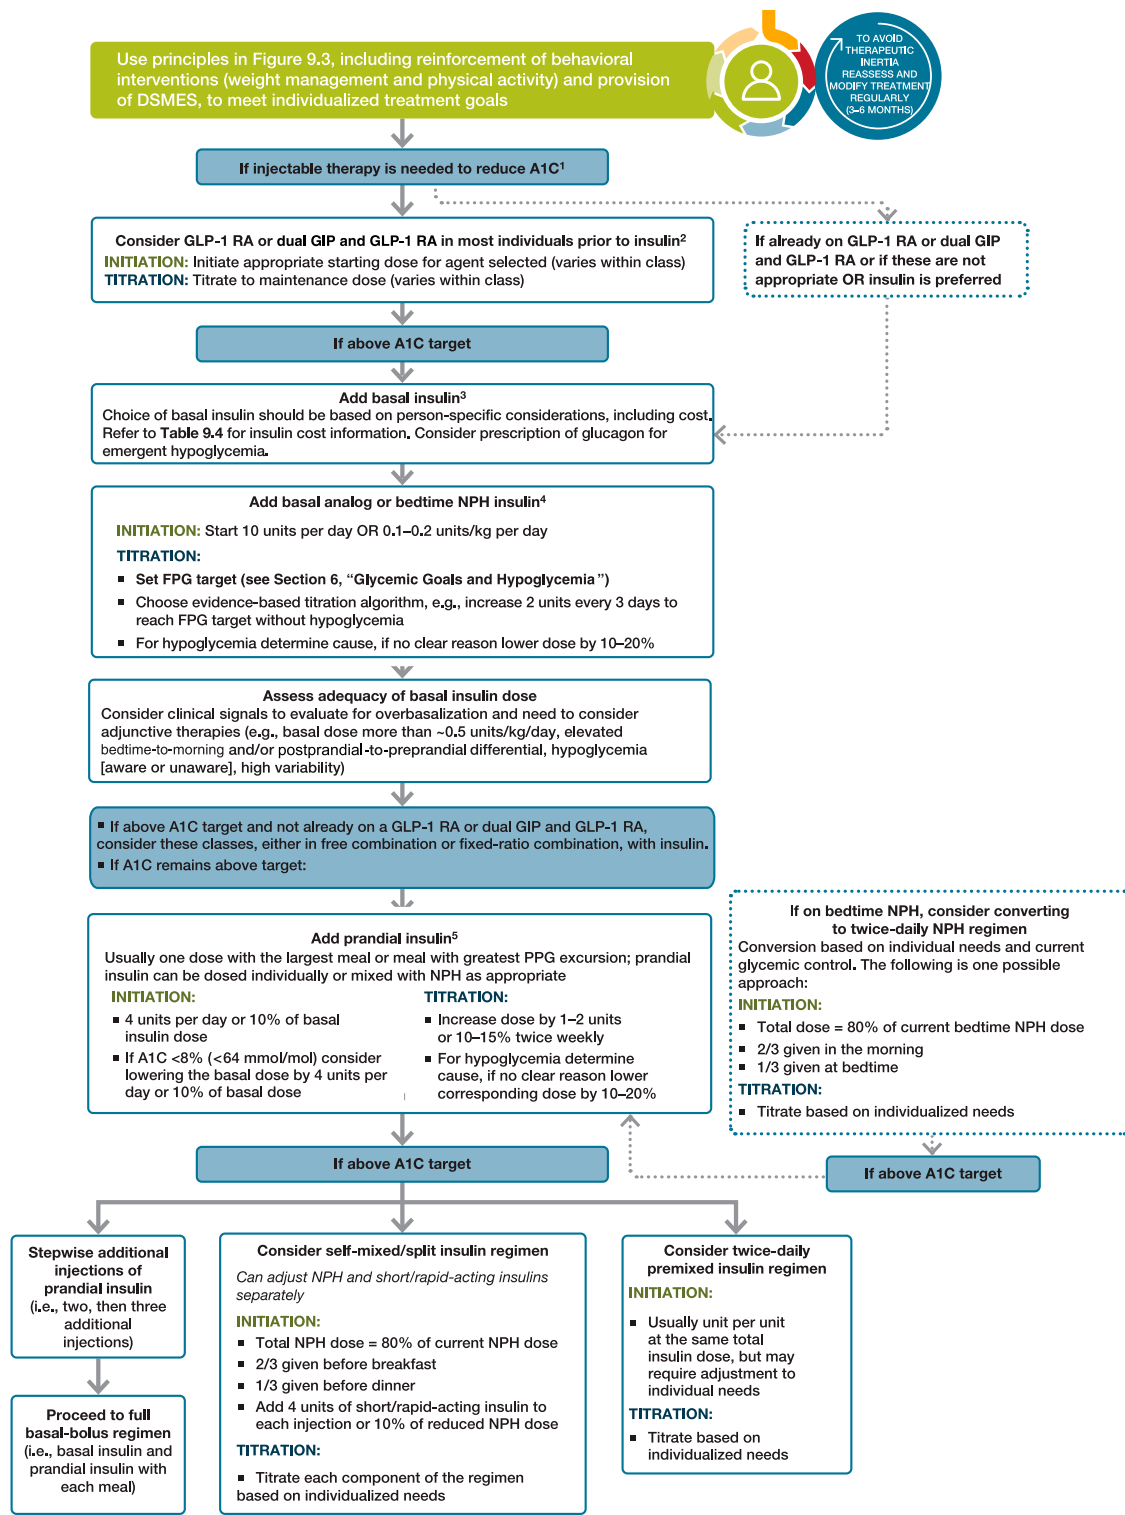 Use principles in Figure 9.3, including reinforcement of behavioral
interventions (weight management and physical activity) and provision
of DSMES, to meet individualized treatment goals
TO AVOID
THERAPEUTIC
INERTIA
REASSESS AND
MODIFY TREATMENT
REGULARLY
(3–6 MONTHS)
If injectable therapy is needed to reduce A1C¹
Consider GLP-1 RA or dual GIP and GLP-1 RA in most individuals prior to insulin²
INITIATION: Initiate appropriate starting dose for agent selected (varies within class)
TITRATION: Titrate to maintenance dose (varies within class)
If already on GLP-1 RA or dual GIP
and GLP-1 RA or if these are not
appropriate OR insulin is preferred
If above A1C target
Add basal insulin³
Choice of basal insulin should be based on person-specific considerations, including cost.
Refer to Table 9.4 for insulin cost information. Consider prescription of glucagon for
emergent hypoglycemia.
Add basal analog or bedtime NPH insulin⁴
INITIATION: Start 10 units per day OR 0.1–0.2 units/kg per day
TITRATION:
▪ Set FPG target (see Section 6, “Glycemic Goals and Hypoglycemia”)
▪ Choose evidence-based titration algorithm, e.g., increase 2 units every 3 days to
reach FPG target without hypoglycemia
▪ For hypoglycemia determine cause, if no clear reason lower dose by 10–20%
Assess adequacy of basal insulin dose
Consider clinical signals to evaluate for overbasalization and need to consider
adjunctive therapies (e.g., basal dose more than ~0.5 units/kg/day, elevated
bedtime-to-morning and/or postprandial-to-preprandial differential, hypoglycemia
[aware or unaware], high variability)
▪ If above A1C target and not already on a GLP-1 RA or dual GIP and GLP-1 RA,
consider these classes, either in free combination or fixed-ratio combination, with insulin.
▪ If A1C remains above target:
Add prandial insulin⁵
Usually one dose with the largest meal or meal with greatest PPG excursion; prandial
insulin can be dosed individually or mixed with NPH as appropriate
INITIATION:
▪ 4 units per day or 10% of basal
insulin dose
▪ If A1C <8% (<64 mmol/mol) consider
lowering the basal dose by 4 units per
day or 10% of basal dose
TITRATION:
▪ Increase dose by 1–2 units
or 10–15% twice weekly
▪ For hypoglycemia determine
cause, if no clear reason lower
corresponding dose by 10–20%
If on bedtime NPH, consider converting
to twice-daily NPH regimen
Conversion based on individual needs and current
glycemic control. The following is one possible
approach:
INITIATION:
▪ Total dose = 80% of current bedtime NPH dose
▪ 2/3 given in the morning
▪ 1/3 given at bedtime
TITRATION:
▪ Titrate based on individualized needs
If above A1C target
If above A1C target
Stepwise additional
injections of
prandial insulin
(i.e., two, then three
additional
injections)
Proceed to full
basal-bolus regimen
(i.e., basal insulin and
prandial insulin with
each meal)
Consider self-mixed/split insulin regimen
Can adjust NPH and short/rapid-acting insulins
separately
INITIATION:
▪ Total NPH dose = 80% of current NPH dose
▪ 2/3 given before breakfast
▪ 1/3 given before dinner
▪ Add 4 units of short/rapid-acting insulin to
each injection or 10% of reduced NPH dose
TITRATION:
▪ Titrate each component of the regimen
based on individualized needs
Consider twice-daily
premixed insulin regimen
INITIATION:
▪ Usually unit per unit
at the same total
insulin dose, but may
require adjustment to
individual needs
TITRATION:
▪ Titrate based on
individualized needs